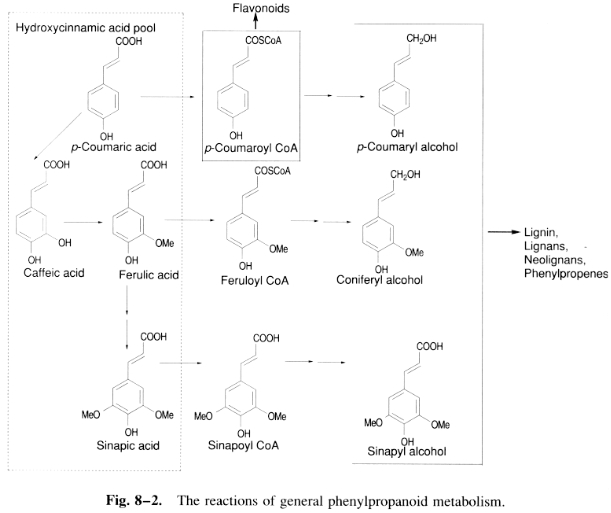 Flavonoids
Hydroxycinnamic acid pool
COOH
COSCoA
CH₂OH
OH
OH
OH
p-Coumaric acid
p-Coumaroyl CoA
p-Coumaryl alcohol
COOH
COOH
COSCoA
CH₂OH
OH
OMe
OMe
OMe
OH
OH
OH
OH
Caffeic acid
Ferulic acid
Feruloyl CoA
Coniferyl alcohol
Lignin,
Lignans,
Neolignans,
Phenylpropenes
COOH
COOH
COOH
MeO
OMe
MeO
OMe
MeO
OMe
OH
OH
OH
Sinapic acid
Sinapoyl CoA
Sinapyl alcohol
Fig. 8–2. The reactions of general phenylpropanoid metabolism.